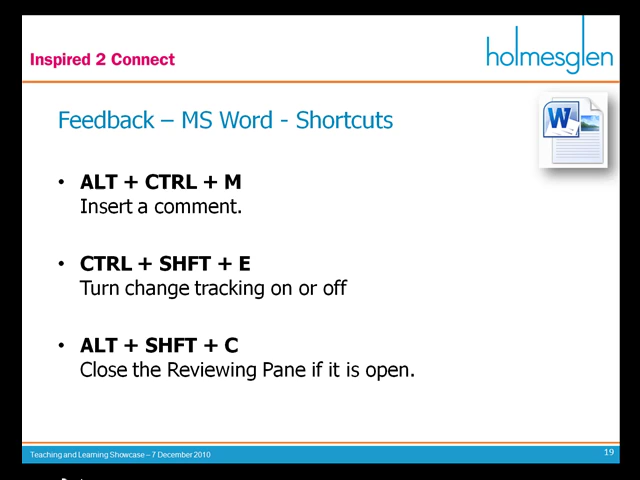 Inspired 2 Connect
holmesglen
Feedback – MS Word - Shortcuts
W
• ALT + CTRL + M
Insert a comment.
• CTRL + SHFT + E
Turn change tracking on or off
• ALT + SHFT + C
Close the Reviewing Pane if it is open.
Teaching and Learning Showcase – 7 December 2010
19